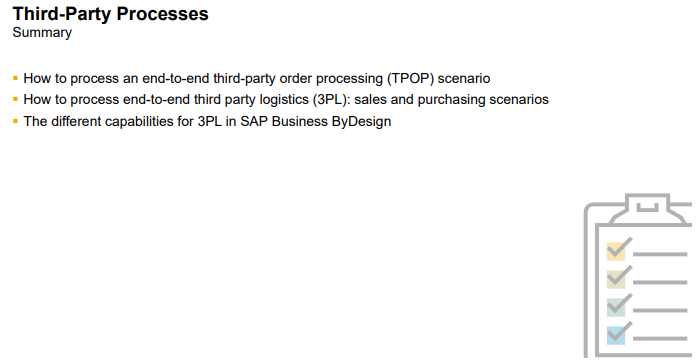 Third-Party Processes
Summary
▪ How to process an end-to-end third-party order processing (TPOP) scenario
▪ How to process end-to-end third party logistics (3PL): sales and purchasing scenarios
▪ The different capabilities for 3PL in SAP Business ByDesign